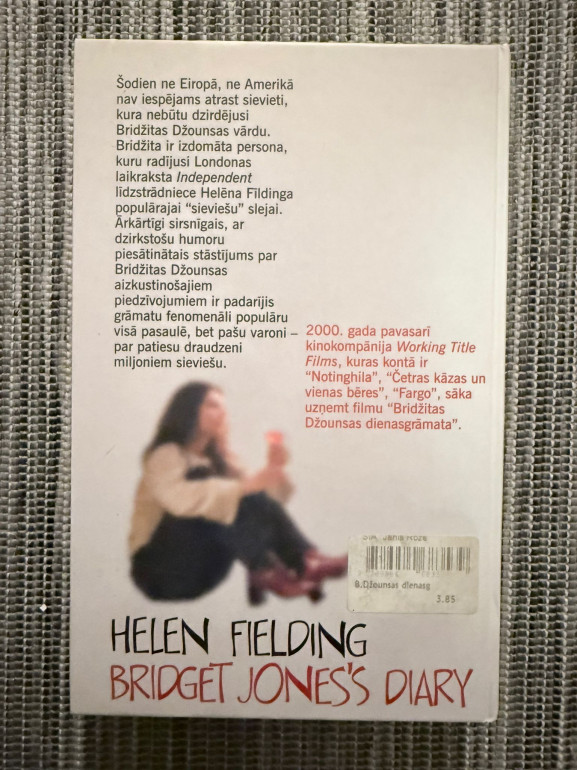 Šodien ne Eiropā, ne Amerikā
nav iespējams atrast sievieti,
kura nebūtu dzirdējusi
Bridžitas Džounsas vārdu.
Bridžita ir izdomāta persona,
kuru radījusi Londonas
laikraksta Independent
līdzstrādniece Helēna Fīldinga
populārajai “sieviešu” slejai.
Ārkārtīgi sirsnīgais, ar
dzirkstošu humoru
piesātinātais stāstījums par
Bridžitas Džounsas
aizkustinošajiem
piedzīvojumiem ir padarījis
grāmatu fenomenāli populāru
visā pasaulē, bet pašu varoni –
par patiesu draudzeni
miljoniem sieviešu.
2000. gada pavasarī
kinokompānija Working Title
Films, kuras kontā ir
“Notinghila”, “Četras kāzas un
vienas bēres”, “Fargo”, sāka
uzņemt filmu “Bridžitas
Džounsas dienasgrāmata”.
SIA Jānis Roze
B.Džounsas dienasg
3.85
HELEN FIELDING
BRIDGET JONES'S DIARY